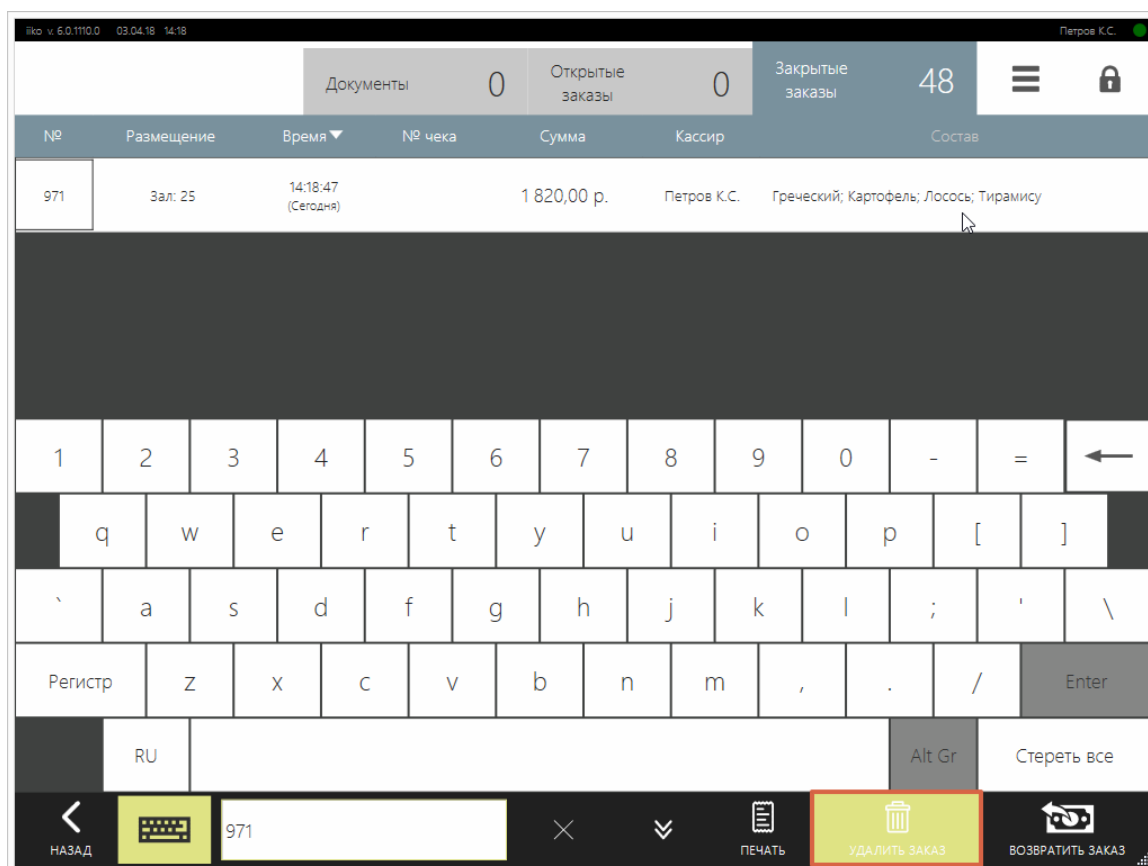 iiko v. 6.0.1110.0 03.04.18 14:18 Петров К.С.
Документы 0 Открытые заказы 0 Закрытые заказы 48
№ Размещение Время № чека Сумма Кассир Состав
971 Зал: 25 14:18:47 (Сегодня) 1 820,00 р. Петров К.С. Греческий; Картофель; Лосось; Тирамису
1 2 3 4 5 6 7 8 9 0 - =
q w e r t y u i o p [ ]
` a s d f g h j k l ; ' \
Регистр z x c v b n m , . / Enter
RU Alt Gr Стереть все
971
НАЗАД ПЕЧАТЬ УДАЛИТЬ ЗАКАЗ ВОЗВРАТИТЬ ЗАКАЗ